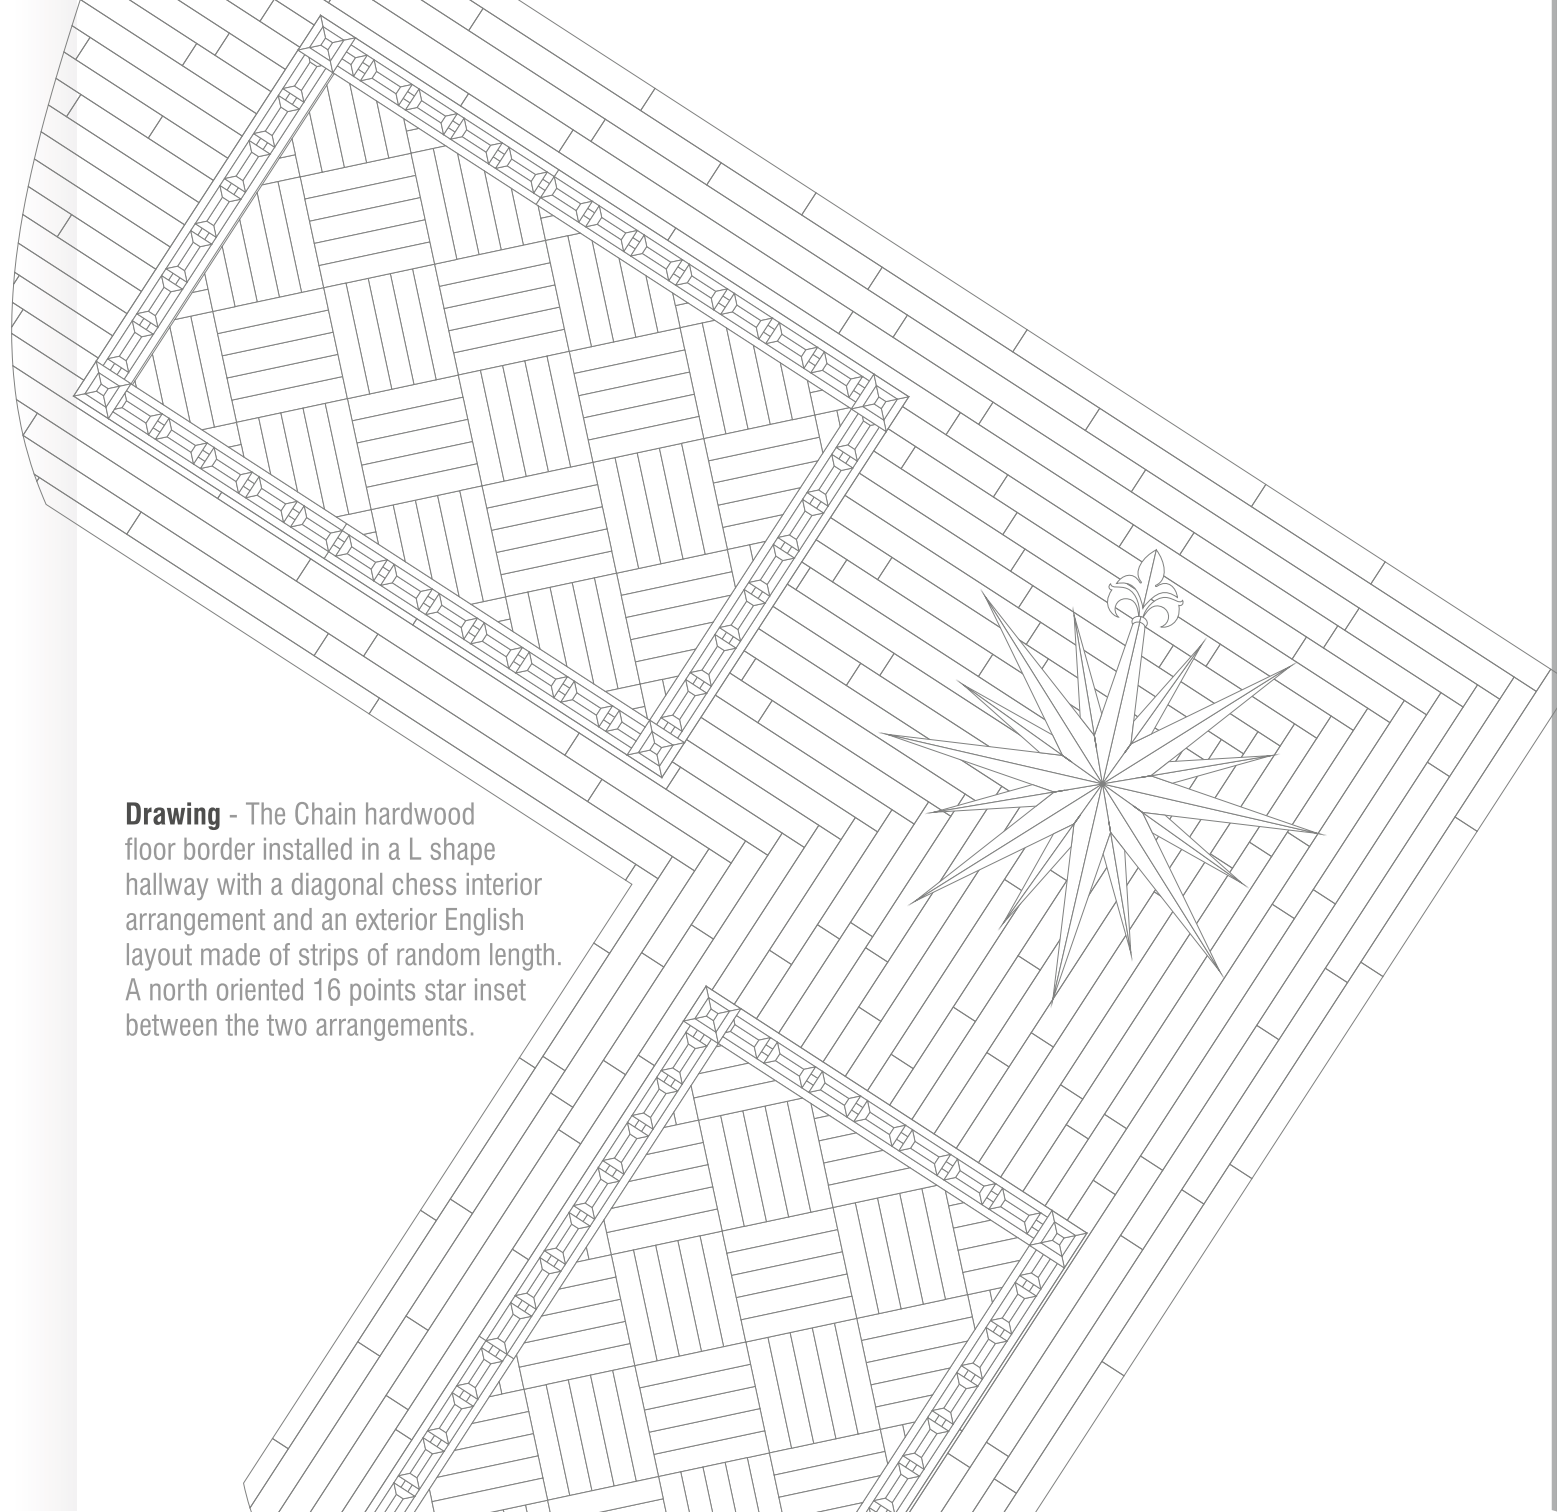 Drawing - The Chain hardwood
floor border installed in a L shape
hallway with a diagonal chess interior
arrangement and an exterior English
layout made of strips of random length.
A north oriented 16 points star inset
between the two arrangements.